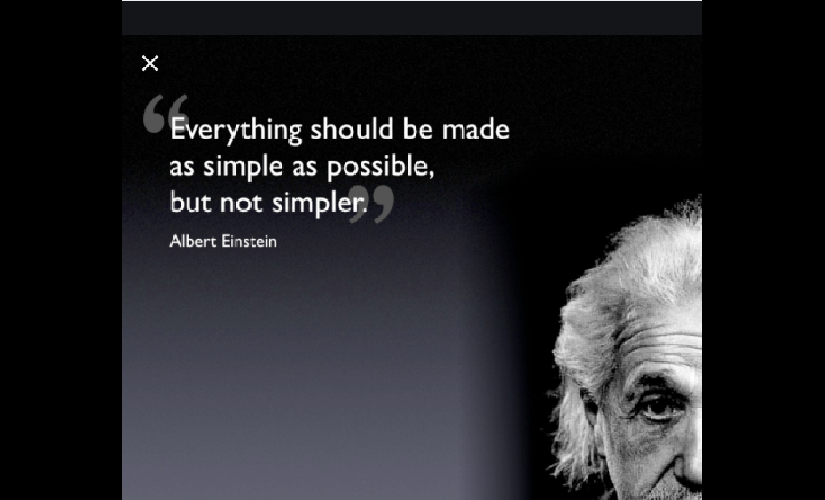 “Everything should be made
as simple as possible,
but not simpler.”
Albert Einstein